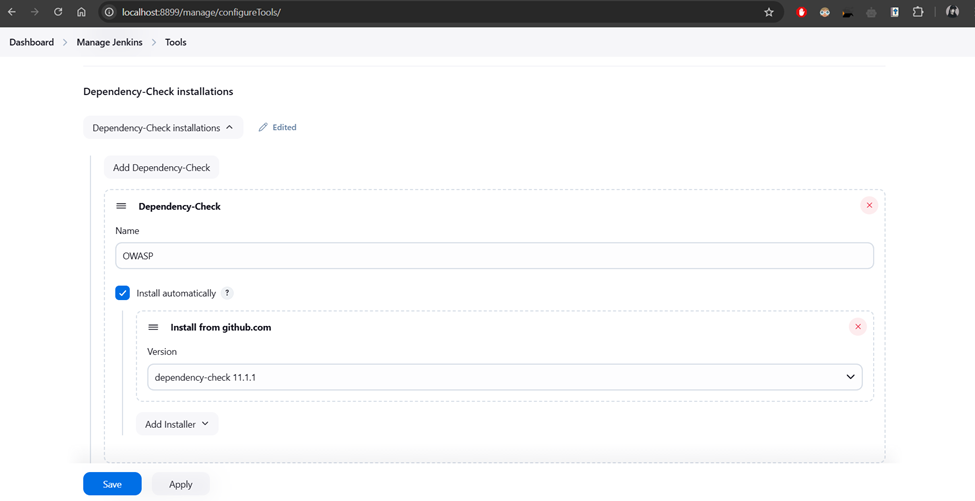 localhost:8899/manage/configureTools/
Dashboard > Manage Jenkins > Tools
Dependency-Check installations
Dependency-Check installations Edited
Add Dependency-Check
Dependency-Check
Name
OWASP
Install automatically ?
Install from github.com
Version
dependency-check 11.1.1
Add Installer
Save Apply